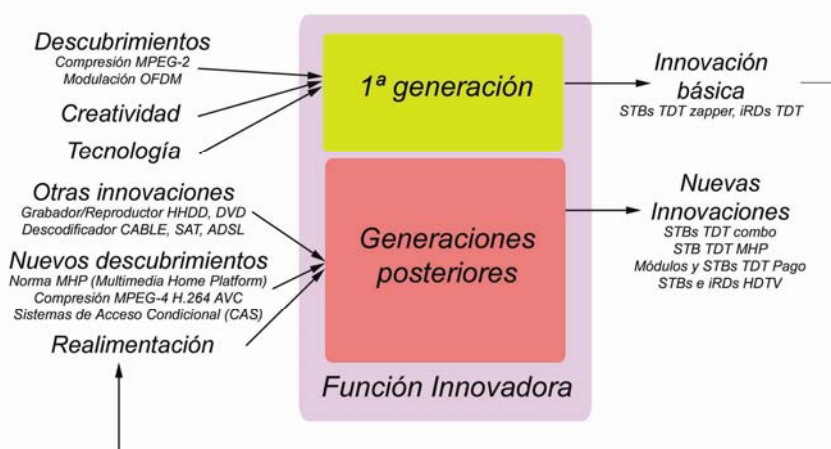 Descubrimientos
Compresión MPEG-2
Modulación OFDM
Creatividad
Tecnología
1ª generación
Innovación
básica
STBs TDT zapper, iRDs TDT
Otras innovaciones
Grabador/Reproductor HHDD, DVD
Descodificador CABLE, SAT, ADSL
Nuevos descubrimientos
Norma MHP (Multimedia Home Platform)
Compresión MPEG-4 H.264 AVC
Sistemas de Acceso Condicional (CAS)
Realimentación
Generaciones
posteriores
Nuevas
Innovaciones
STBs TDT combo
STB TDT MHP
Módulos y STBs TDT Pago
STBs e iRDs HDTV
Función Innovadora